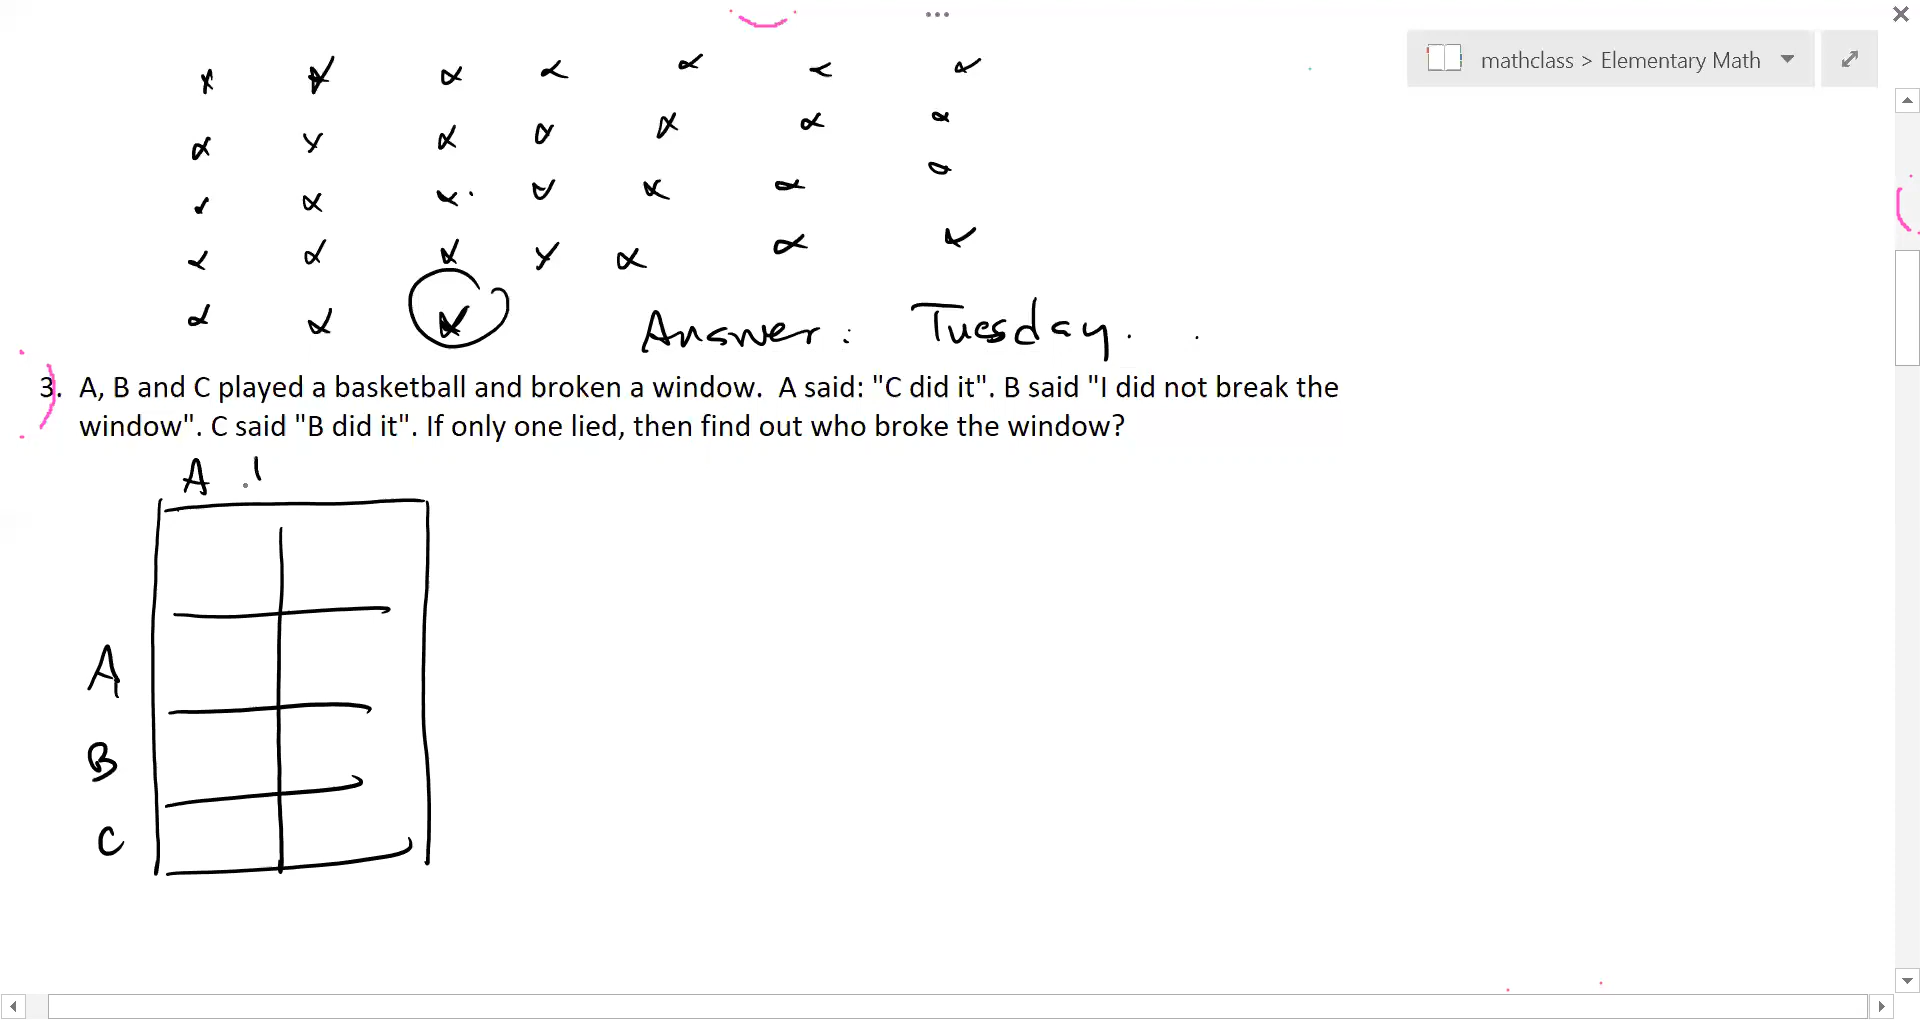 mathclass > Elementary Math
Answer: Tuesday.
3. A, B and C played a basketball and broken a window. A said: "C did it". B said "I did not break the
window". C said "B did it". If only one lied, then find out who broke the window?
A
A
B
C